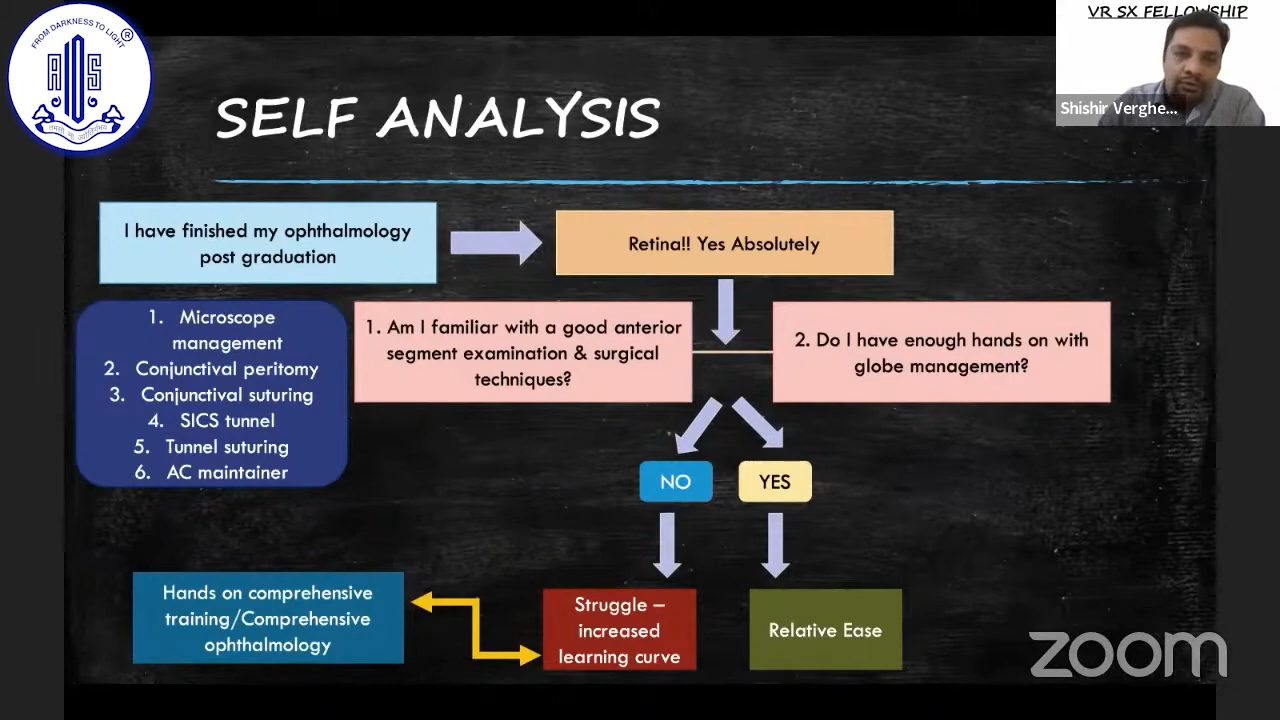 FROM DARKNESS TO LIGHT
®
AIOS
VR SX FELLOWSHIP
Shishir Verghe...
SELF ANALYSIS
I have finished my ophthalmology
post graduation
Retina!! Yes Absolutely
1. Microscope
management
2. Conjunctival peritomy
3. Conjunctival suturing
4. SICS tunnel
5. Tunnel suturing
6. AC maintainer
1. Am I familiar with a good anterior
segment examination & surgical
techniques?
2. Do I have enough hands on with
globe management?
NO
YES
Hands on comprehensive
training/Comprehensive
ophthalmology
Struggle –
increased
learning curve
Relative Ease
zoom